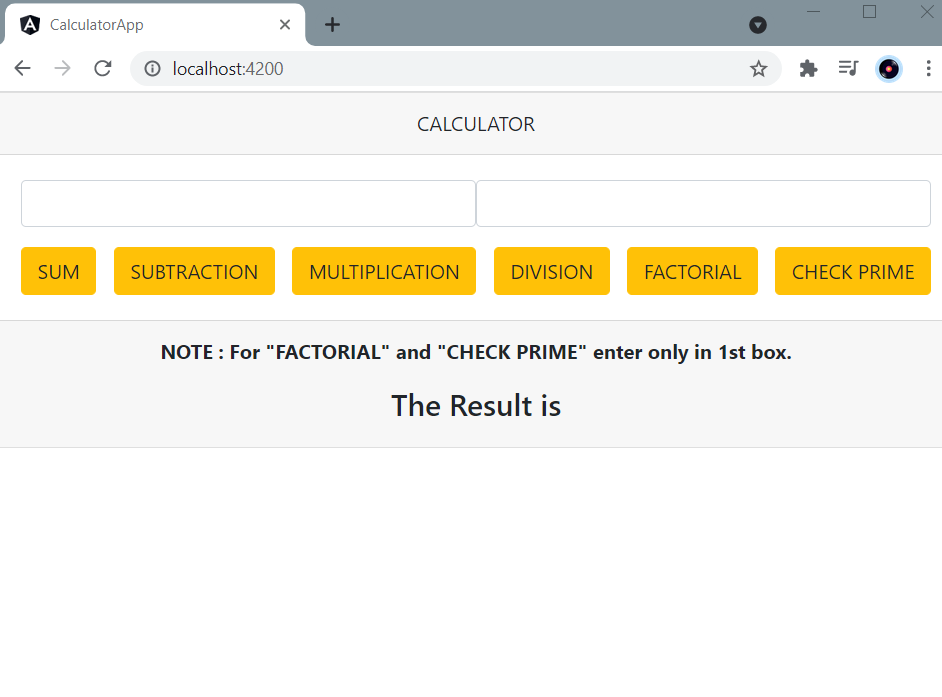 CalculatorApp
localhost:4200
CALCULATOR
SUM SUBTRACTION MULTIPLICATION DIVISION FACTORIAL CHECK PRIME
NOTE : For "FACTORIAL" and "CHECK PRIME" enter only in 1st box.
The Result is